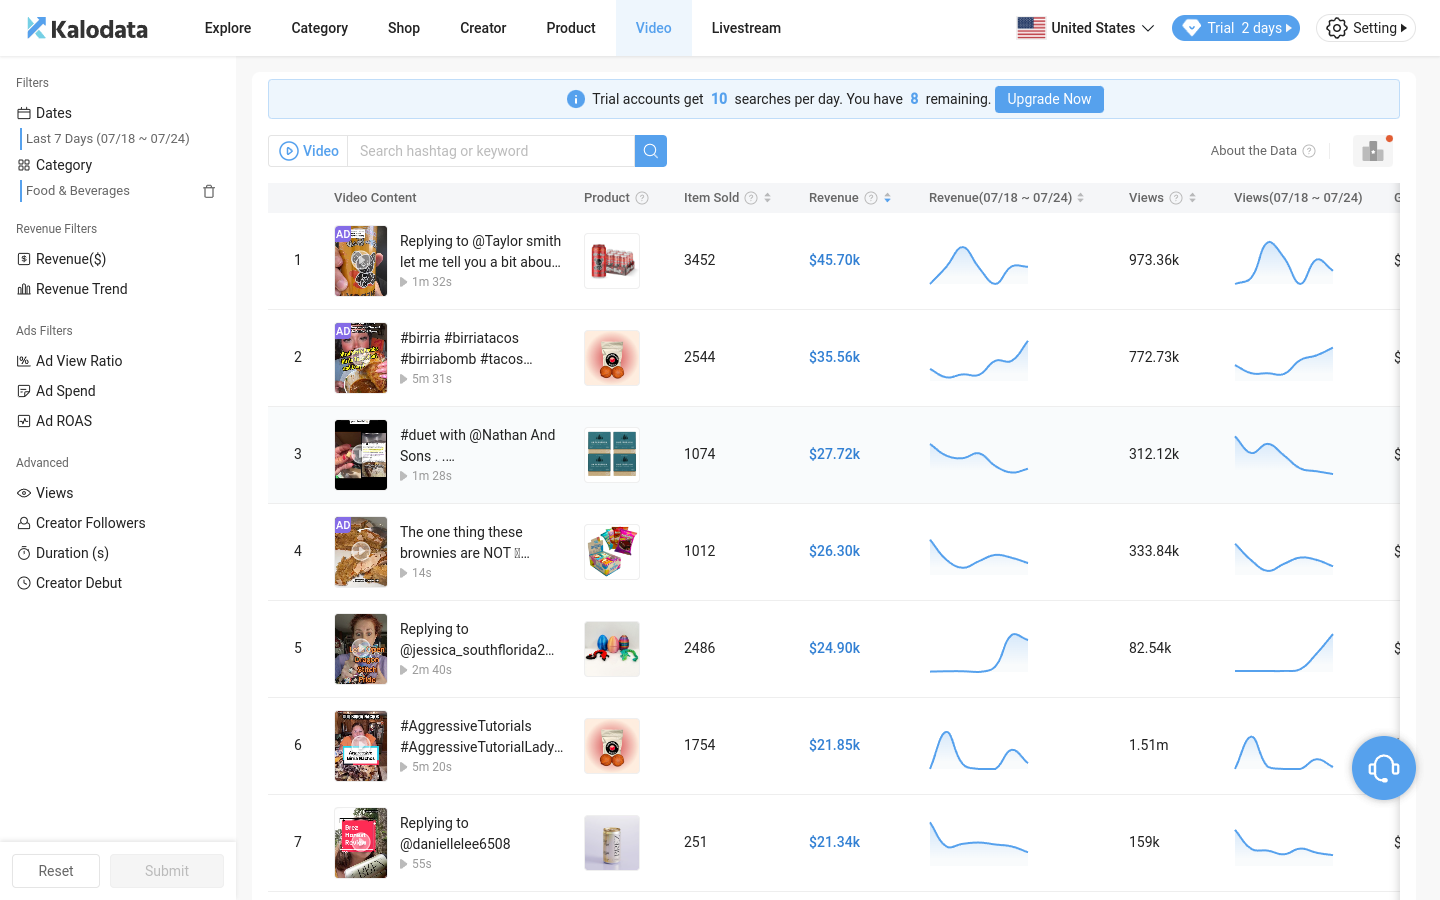 Kalodata
Explore
Category
Shop
Creator
Product
Video
Livestream
United States
Trial 2 days
Setting
Filters
Dates
Last 7 Days (07/18 ~ 07/24)
Category
Food & Beverages
Revenue Filters
Revenue($)
Revenue Trend
Ads Filters
Ad View Ratio
Ad Spend
Ad ROAS
Advanced
Views
Creator Followers
Duration (s)
Creator Debut
Reset
Submit
Trial accounts get 10 searches per day. You have 8 remaining. Upgrade Now
Video
Search hashtag or keyword
About the Data
Video Content
Product
Item Sold
Revenue
Revenue(07/18 ~ 07/24)
Views
Views(07/18 ~ 07/24)
1
AD
Replying to @Taylor smith
let me tell you a bit abou...
1m 32s
3452
$45.70k
973.36k
$
2
AD
#birria #birriatacos
#birriabomb #tacos...
5m 31s
2544
$35.56k
772.73k
$
3
#duet with @Nathan And
Sons . ....
1m 28s
1074
$27.72k
312.12k
$
4
AD
The one thing these
brownies are NOT ...
14s
1012
$26.30k
333.84k
$
5
Replying to
@jessica_southflorida2...
2m 40s
2486
$24.90k
82.54k
$
6
#AggressiveTutorials
#AggressiveTutorialLady...
5m 20s
1754
$21.85k
1.51m
7
Replying to
@daniellelee6508
55s
251
$21.34k
159k
$